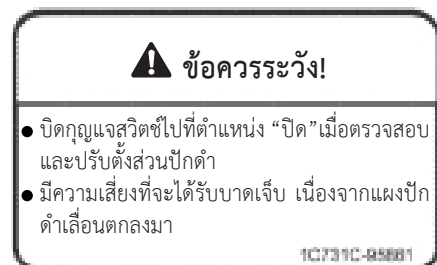 ข้อควรระวัง!
● บิดกุญแจสวิตช์ไปที่ตำแหน่ง “ปิด”เมื่อตรวจสอบ
และปรับตั้งส่วนปักดำ
● มีความเสี่ยงที่จะได้รับบาดเจ็บ เนื่องจากแผงปัก
ดำเลื่อนตกลงมา
1C731C-95861